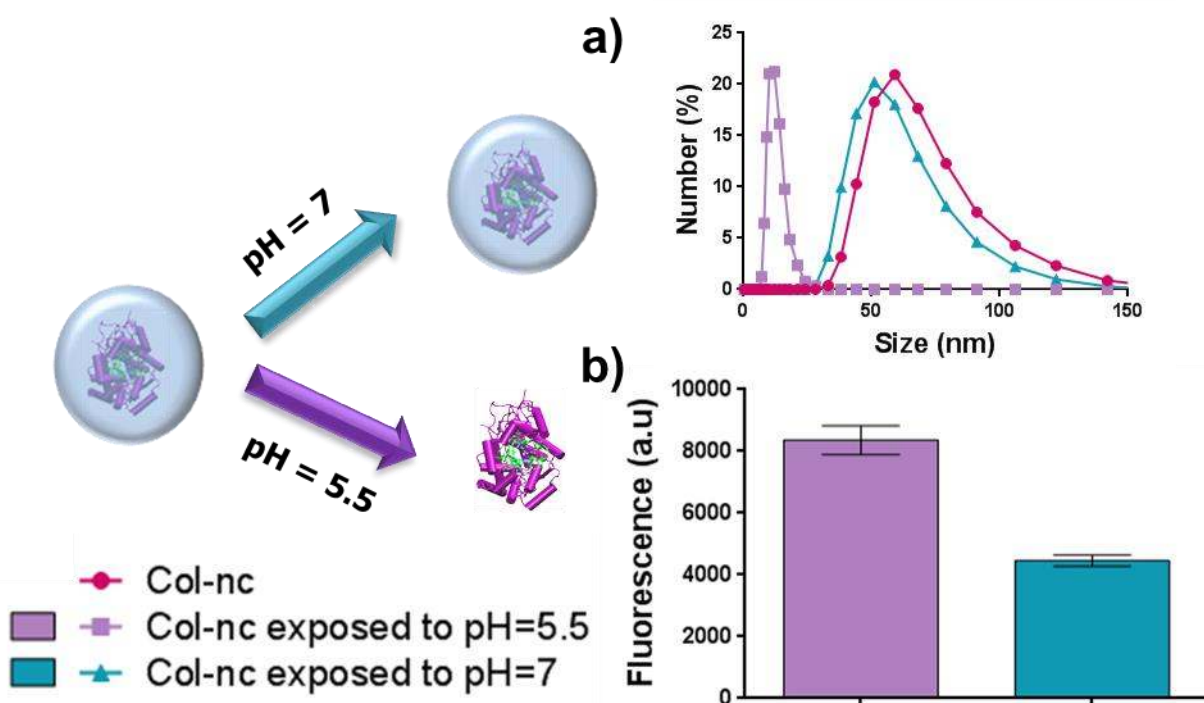 a)
25
20
15
10
5
0
Number (%)
0
50
100
150
Size (nm)
pH = 7
pH = 5.5
b)
10000
8000
6000
4000
2000
0
Fluorescence (a.u)
Col-nc
Col-nc exposed to pH=5.5
Col-nc exposed to pH=7